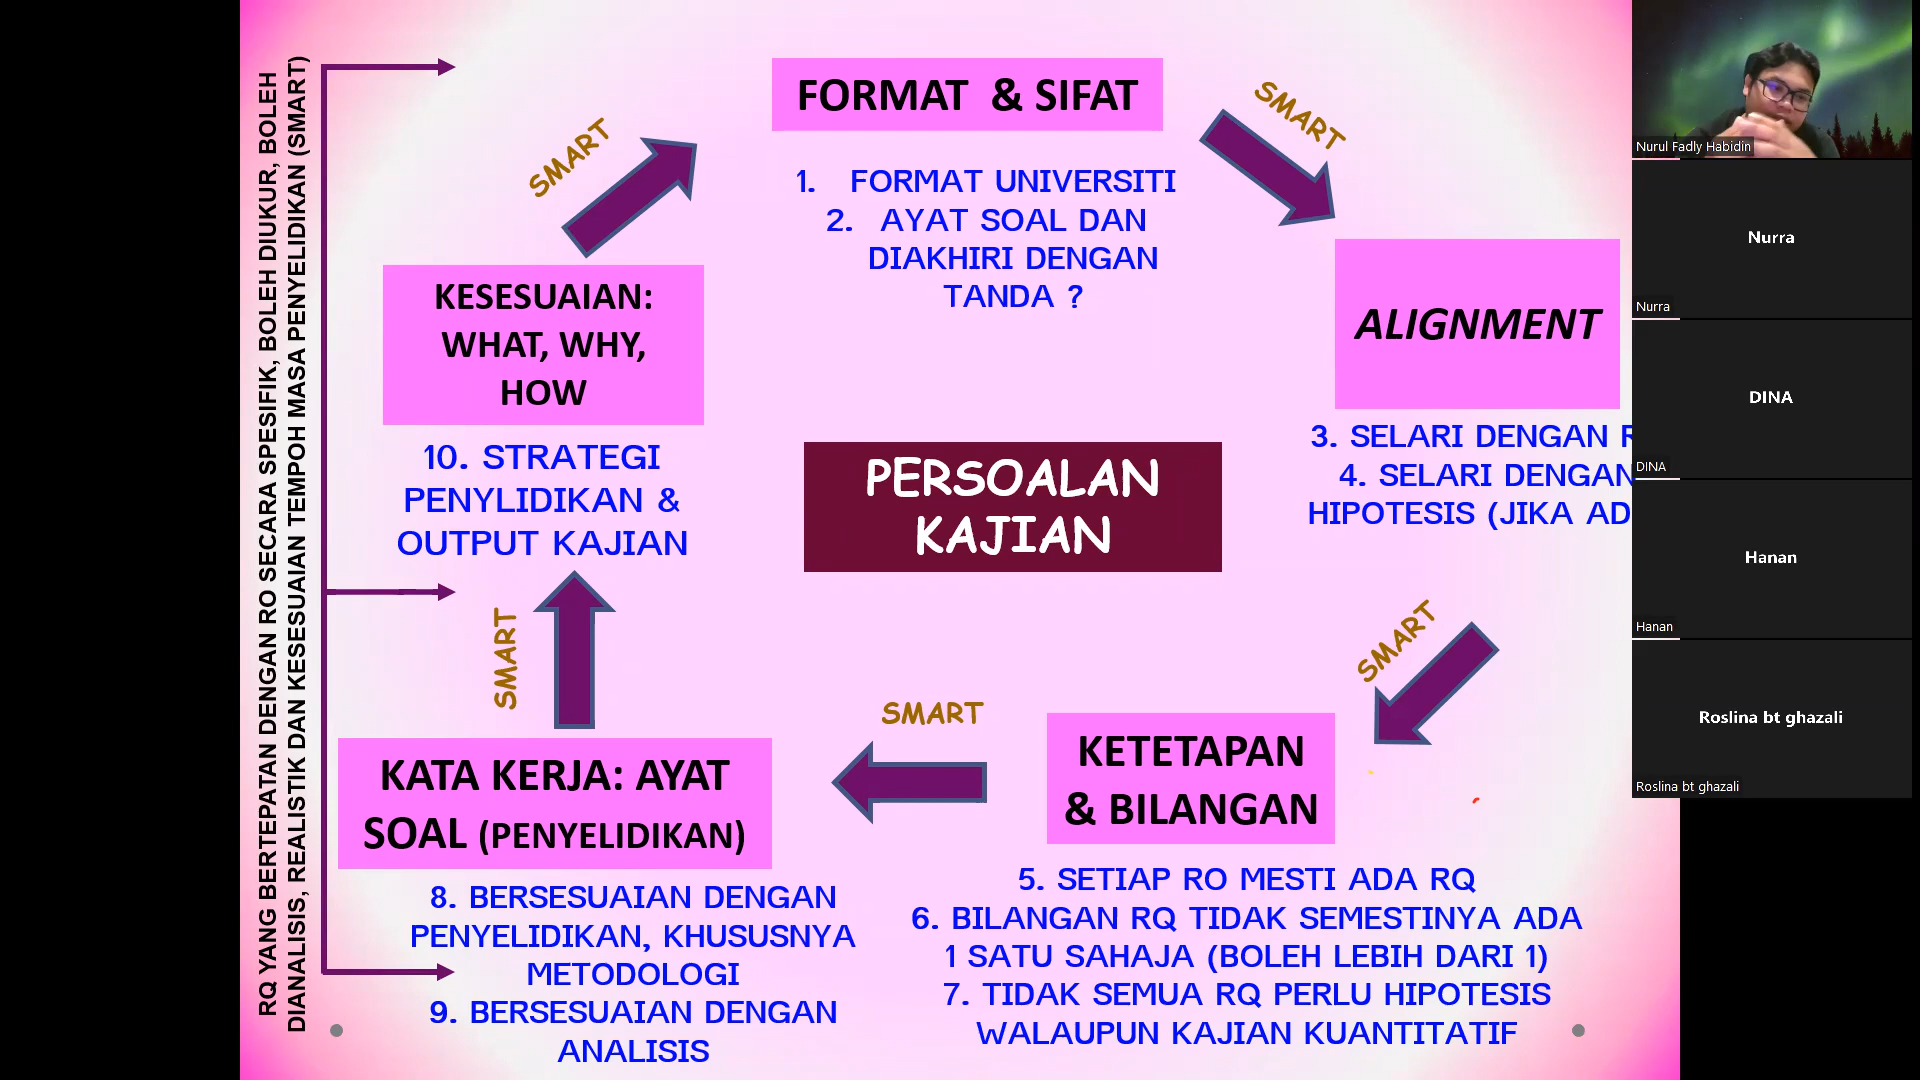 RQ YANG BERTEPATAN DENGAN RO SECARA SPESIFIK, BOLEH DIUKUR, BOLEH
DIANALISIS, REALISTIK DAN KESESUAIAN TEMPOH MASA PENYELIDIKAN (SMART)
FORMAT & SIFAT
1. FORMAT UNIVERSITI
2. AYAT SOAL DAN
DIAKHIRI DENGAN
TANDA ?
SMART
ALIGNMENT
3. SELARI DENGAN
4. SELARI DENGAN
HIPOTESIS (JIKA AD
SMART
KETETAPAN
& BILANGAN
5. SETIAP RO MESTI ADA RQ
6. BILANGAN RQ TIDAK SEMESTINYA ADA
1 SATU SAHAJA (BOLEH LEBIH DARI 1)
7. TIDAK SEMUA RQ PERLU HIPOTESIS
WALAUPUN KAJIAN KUANTITATIF
SMART
KATA KERJA: AYAT
SOAL (PENYELIDIKAN)
8. BERSESUAIAN DENGAN
PENYELIDIKAN, KHUSUSNYA
METODOLOGI
9. BERSESUAIAN DENGAN
ANALISIS
SMART
KESESUAIAN:
WHAT, WHY,
HOW
10. STRATEGI
PENYLIDIKAN &
OUTPUT KAJIAN
SMART
PERSOALAN
KAJIAN
Nurul Fadly Habidin
Nurra
Nurra
DINA
DINA
Hanan
Hanan
Roslina bt ghazali
Roslina bt ghazali